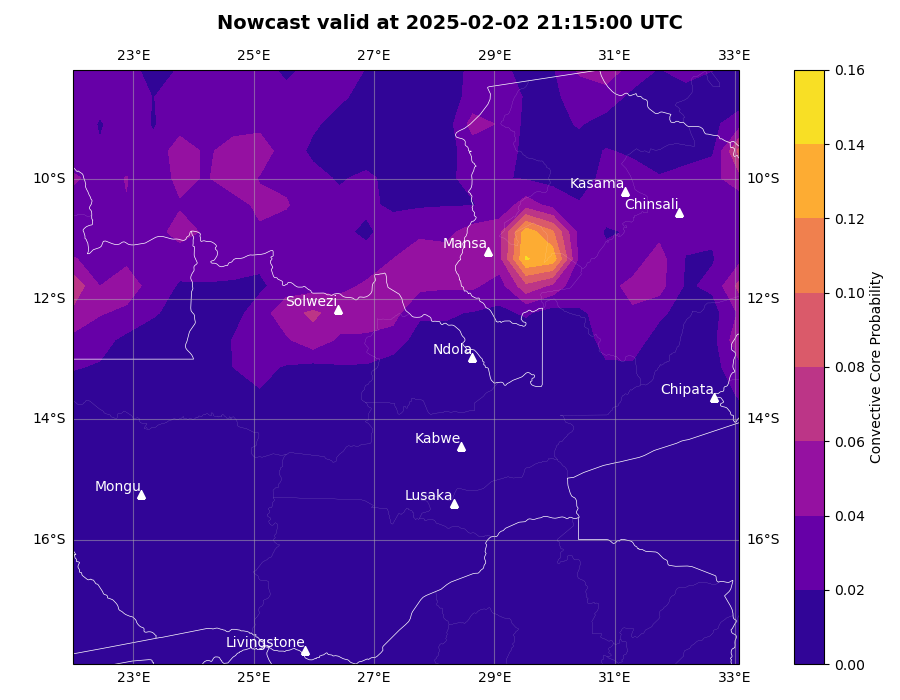 Nowcast valid at 2025-02-02 21:15:00 UTC
23°E 25°E 27°E 29°E 31°E 33°E
0.16
0.14
10°S 10°S
Kasama
Chinsali
0.12
Mansa
0.10
12°S 12°S
Solwezi
Ndola
0.08
Chipata
14°S 14°S
Kabwe
0.06
Mongu
Lusaka
0.04
16°S 16°S
0.02
Livingstone
0.00
23°E 25°E 27°E 29°E 31°E 33°E
Convective Core Probability